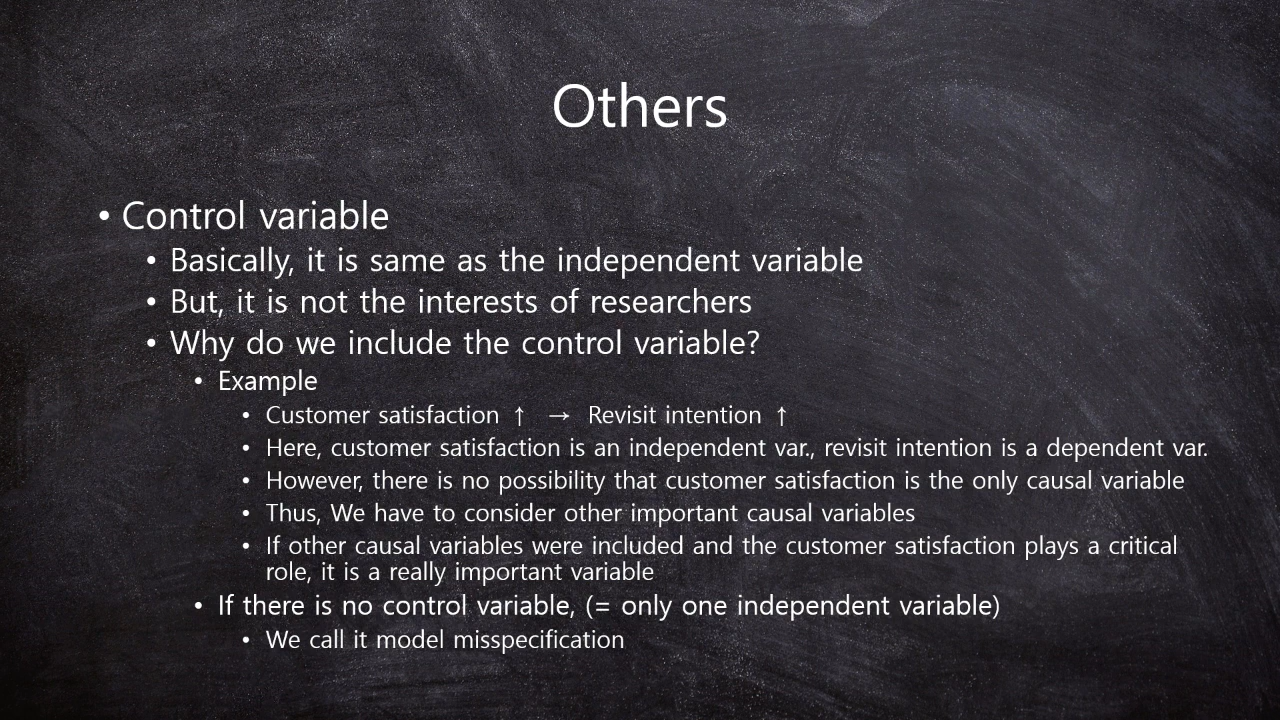 Others
• Control variable
• Basically, it is same as the independent variable
• But, it is not the interests of researchers
• Why do we include the control variable?
• Example
• Customer satisfaction ↑ → Revisit intention ↑
• Here, customer satisfaction is an independent var., revisit intention is a dependent var.
• However, there is no possibility that customer satisfaction is the only causal variable
• Thus, We have to consider other important causal variables
• If other causal variables were included and the customer satisfaction plays a critical
role, it is a really important variable
• If there is no control variable, (= only one independent variable)
• We call it model misspecification